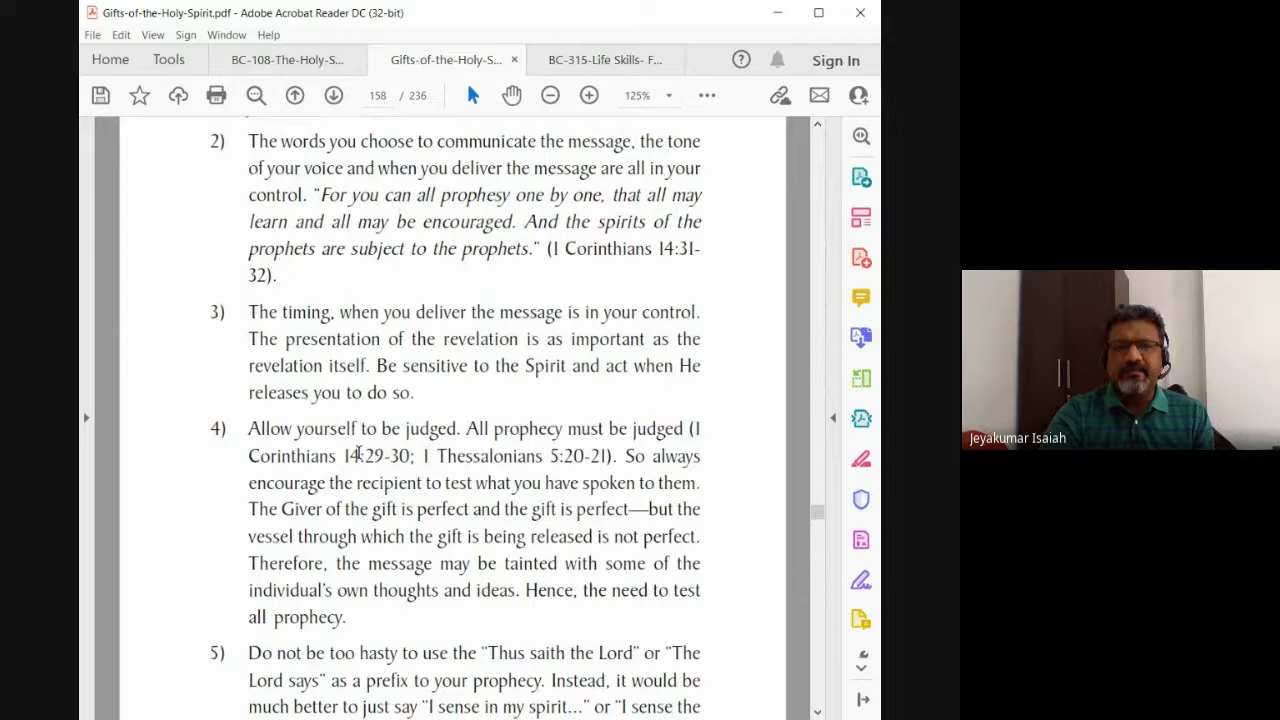 Gifts-of-the-Holy-Spirit.pdf - Adobe Acrobat Reader DC (32-bit)
File Edit View Sign Window Help
Home Tools BC-108-The-Holy-S... Gifts-of-the-Holy-S... × BC-315-Life Skills- F... Sign In
158 / 236 125%
2) The words you choose to communicate the message, the tone
of your voice and when you deliver the message are all in your
control. “For you can all prophesy one by one, that all may
learn and all may be encouraged. And the spirits of the
prophets are subject to the prophets.” (1 Corinthians 14:31-
32).
3) The timing, when you deliver the message is in your control.
The presentation of the revelation is as important as the
revelation itself. Be sensitive to the Spirit and act when He
releases you to do so.
4) Allow yourself to be judged. All prophecy must be judged (1
Corinthians 14:29-30; 1 Thessalonians 5:20-21). So always
encourage the recipient to test what you have spoken to them.
The Giver of the gift is perfect and the gift is perfect—but the
vessel through which the gift is being released is not perfect.
Therefore, the message may be tainted with some of the
individual’s own thoughts and ideas. Hence, the need to test
all prophecy.
5) Do not be too hasty to use the “Thus saith the Lord” or “The
Lord says” as a prefix to your prophecy. Instead, it would be
much better to just say “I sense in my spirit...” or “I sense the
Jeyakumar Isaiah